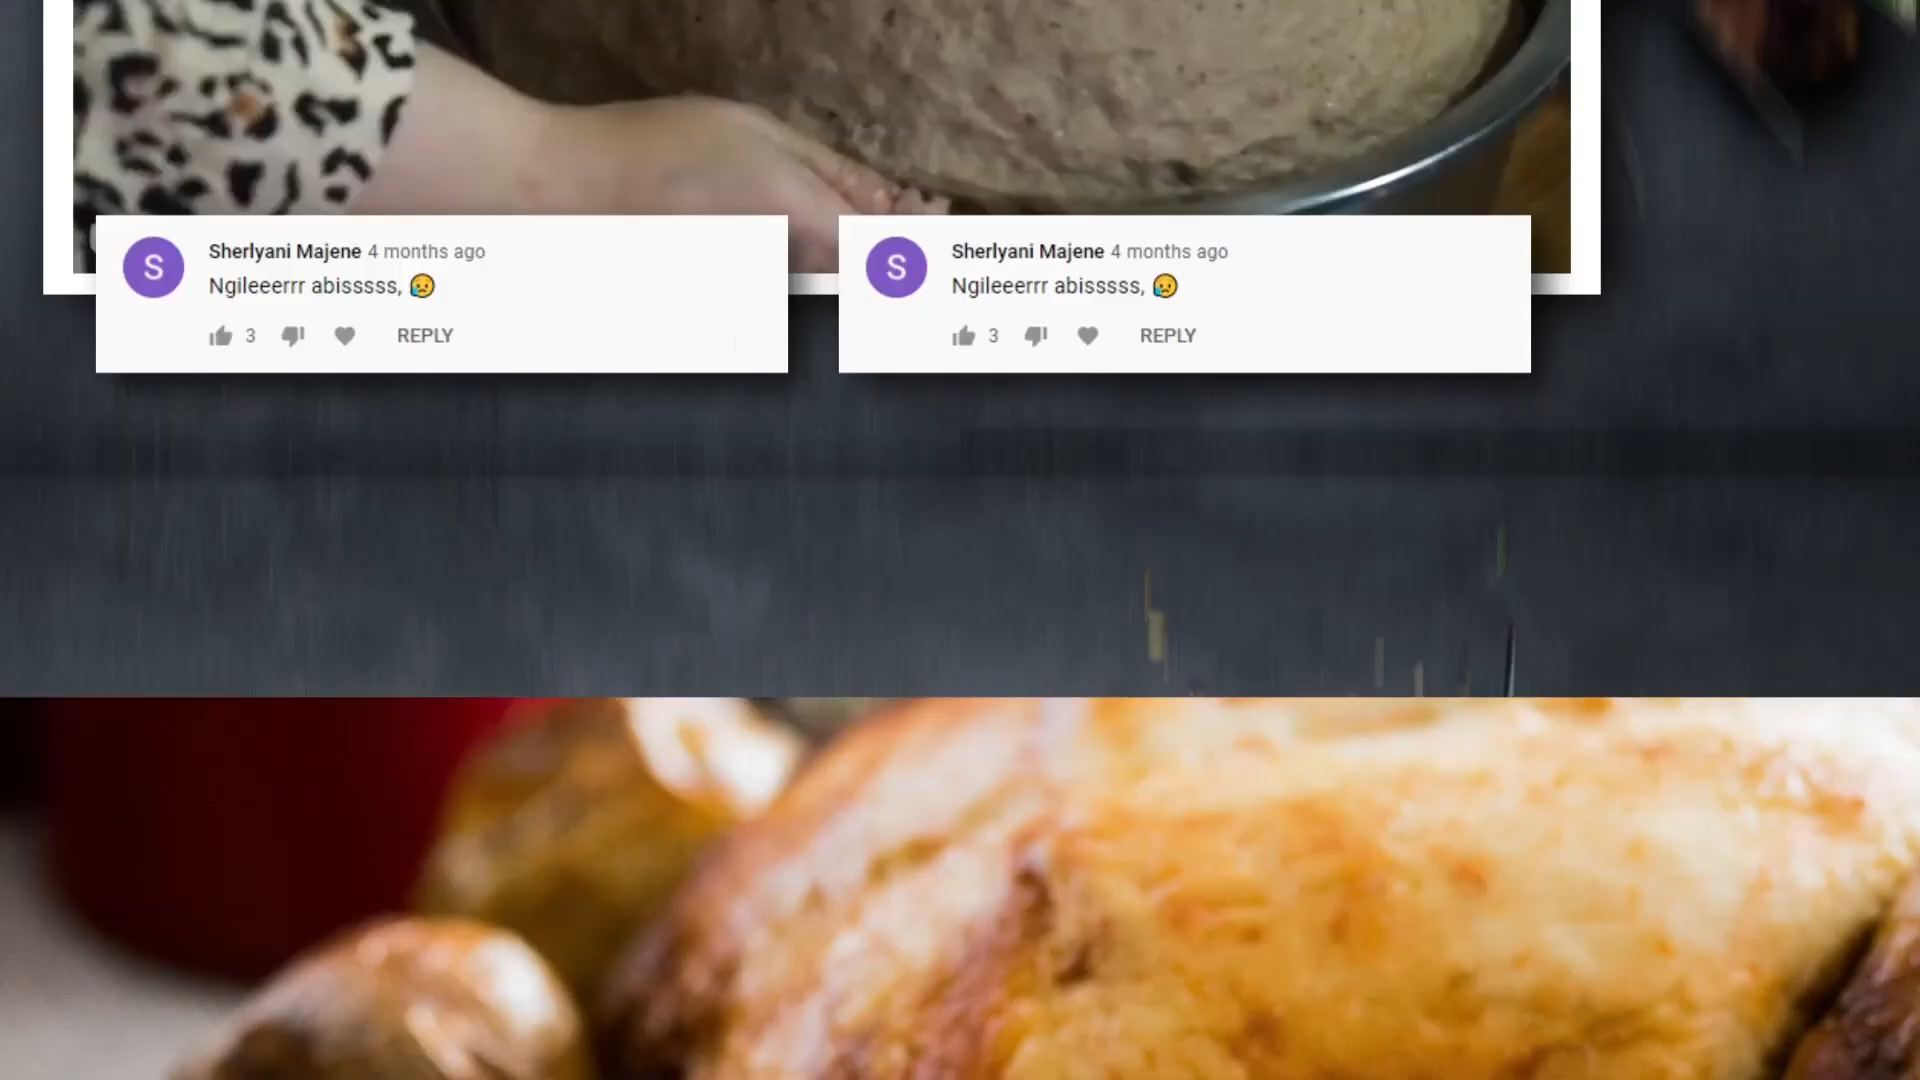 S
Sherlyani Majene 4 months ago
Ngileeerrr abisssss, 😥
3 REPLY
S
Sherlyani Majene 4 months ago
Ngileeerrr abisssss, 😥
3 REPLY